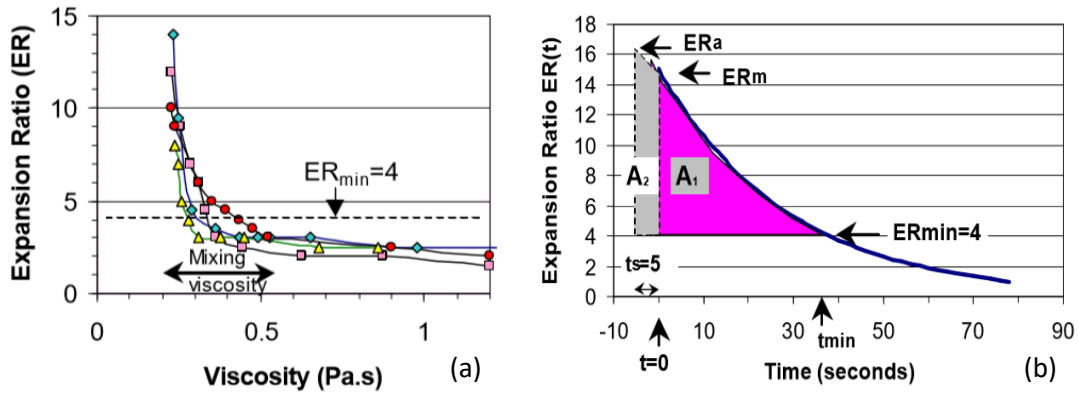 15
10
5
0
Expansion Ratio (ER)
ERmin=4
Mixing
viscosity
0
0.5
1
Viscosity (Pa.s)
(a)
18
16
14
12
10
8
6
4
2
0
Expansion Ratio ER(t)
ERa
ERm
A2
A1
ERmin=4
ts=5
-10
10
30
50
70
90
t=0
tmin
Time (seconds)
(b)